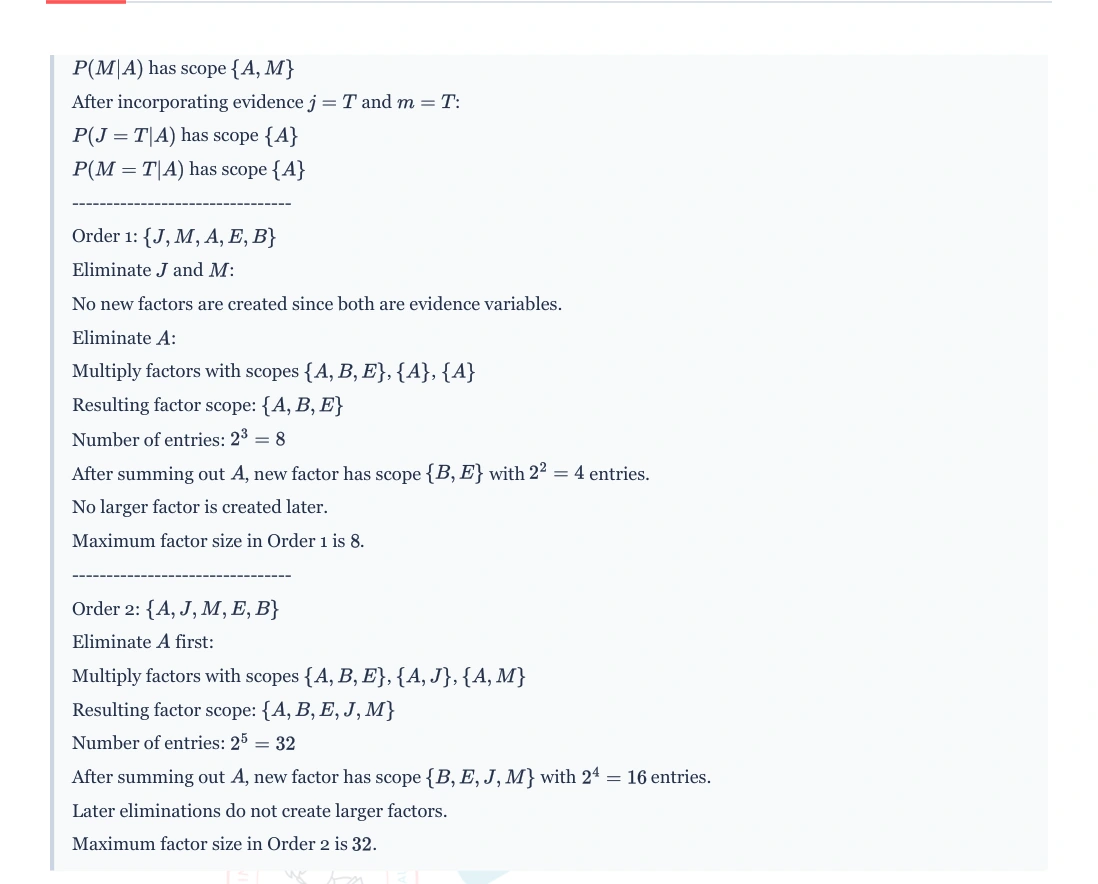 P(M|A) has scope {A, M}
After incorporating evidence j = T and m = T:
P(J = T|A) has scope {A}
P(M = T|A) has scope {A}
--------------------------------
Order 1: {J, M, A, E, B}
Eliminate J and M:
No new factors are created since both are evidence variables.
Eliminate A:
Multiply factors with scopes {A, B, E}, {A}, {A}
Resulting factor scope: {A, B, E}
Number of entries: 2³ = 8
After summing out A, new factor has scope {B, E} with 2² = 4 entries.
No larger factor is created later.
Maximum factor size in Order 1 is 8.
--------------------------------
Order 2: {A, J, M, E, B}
Eliminate A first:
Multiply factors with scopes {A, B, E}, {A, J}, {A, M}
Resulting factor scope: {A, B, E, J, M}
Number of entries: 2⁵ = 32
After summing out A, new factor has scope {B, E, J, M} with 2⁴ = 16 entries.
Later eliminations do not create larger factors.
Maximum factor size in Order 2 is 32.